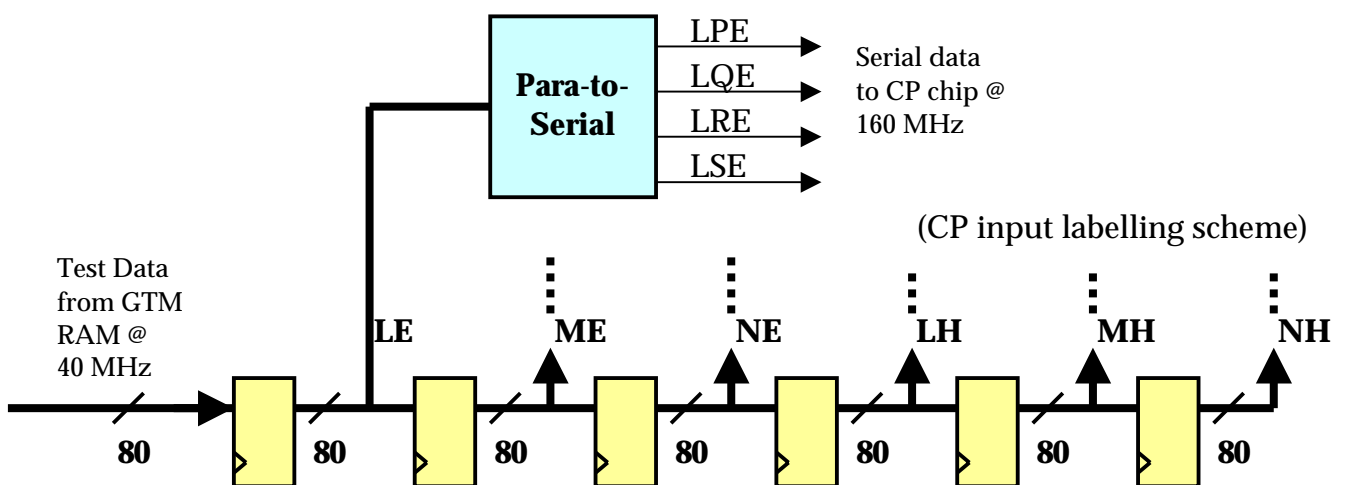 LPE
LQE
LRE
LSE
Para-to-
Serial
Serial data
to CP chip @
160 MHz
(CP input labelling scheme)
Test Data
from GTM
RAM @
40 MHz
LE
ME
NE
LH
MH
NH
80
80
80
80
80
80
80